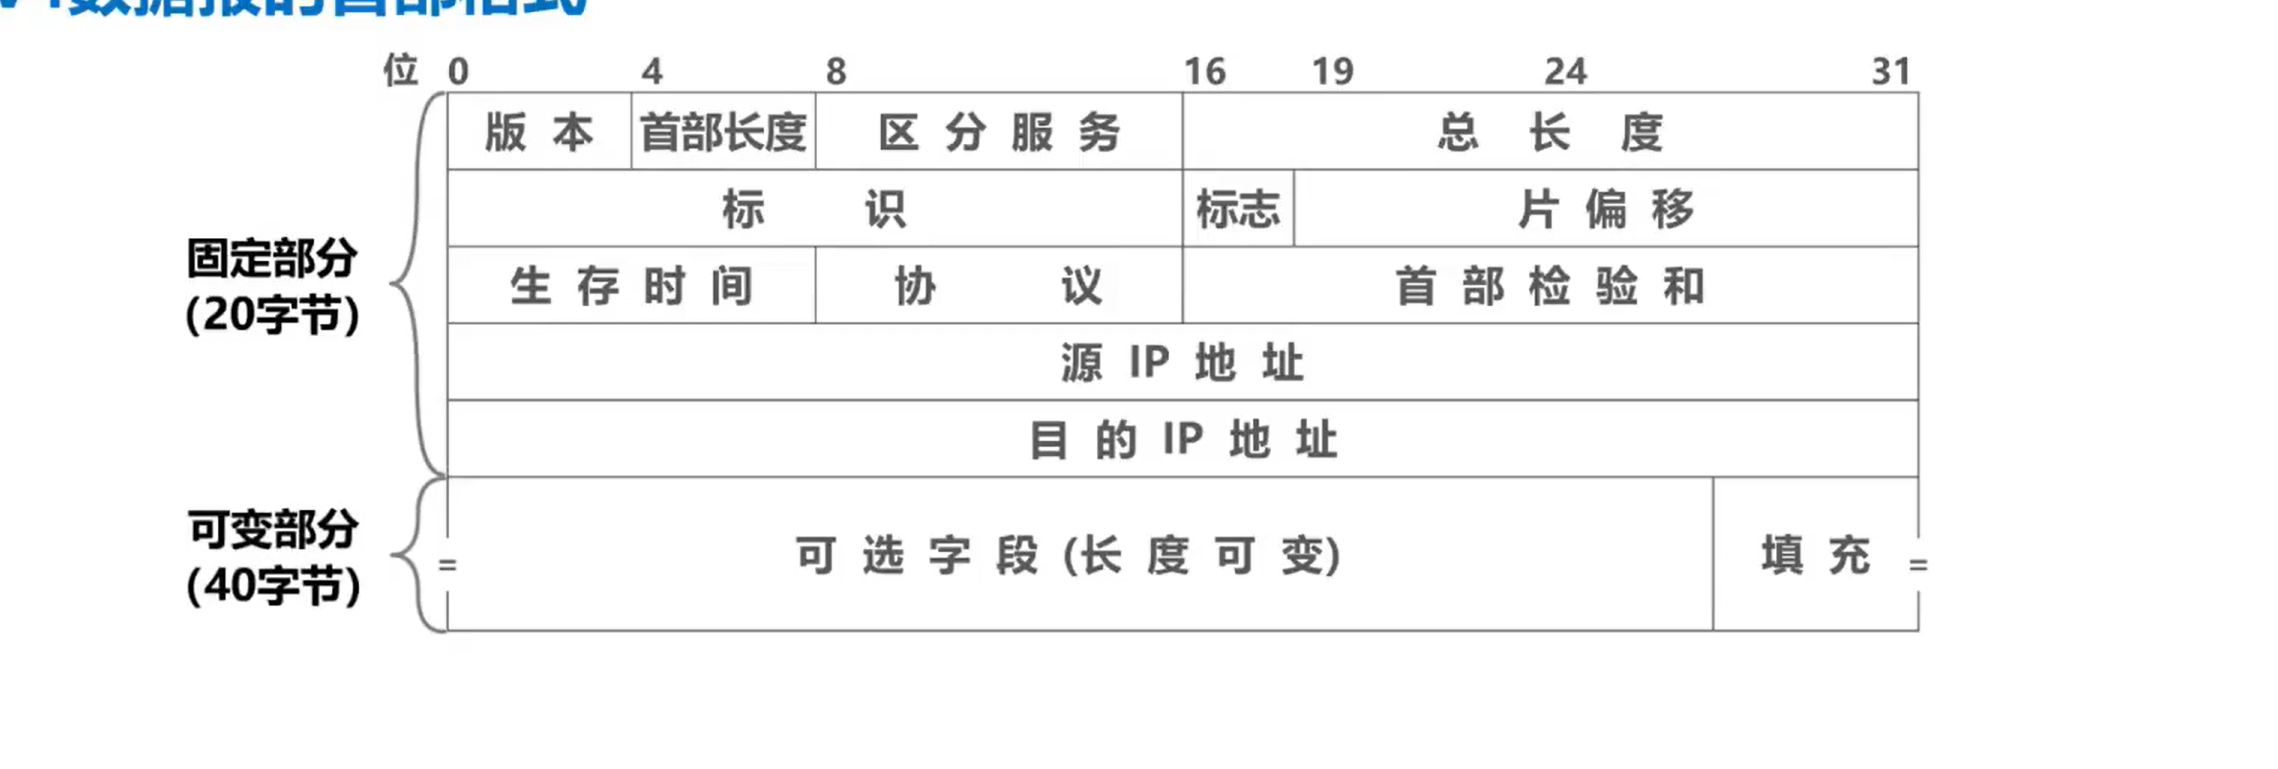 数据报的首部格式
位 0 4 8 16 19 24 31
版本 首部长度 区分服务 总长度
标识 标志 片偏移
固定部分
(20字节)
生存时间 协议 首部检验和
源 IP 地址
目的 IP 地址
可变部分
(40字节)
可选字段 (长度可变) 填充
= =